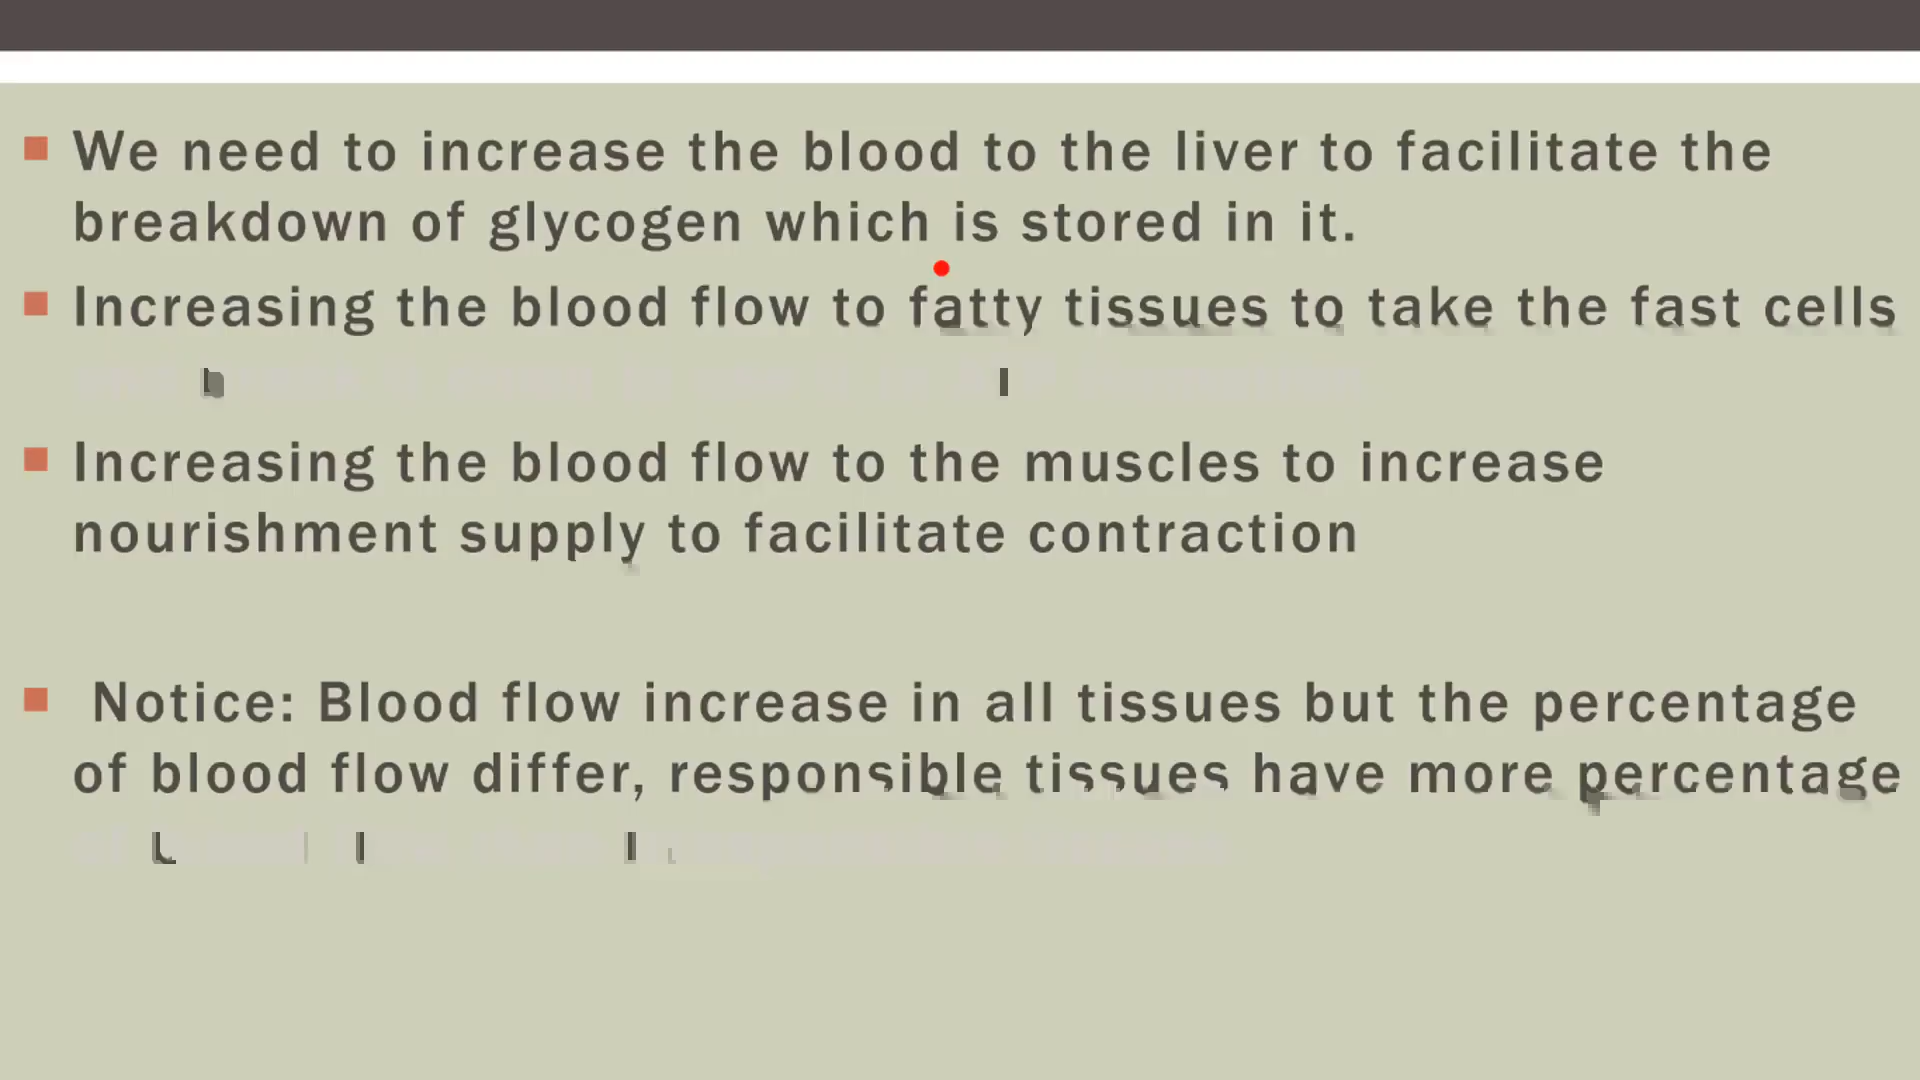 We need to increase the blood to the liver to facilitate the
breakdown of glycogen which is stored in it.
Increasing the blood flow to fatty tissues to take the fast cells
Increasing the blood flow to the muscles to increase
nourishment supply to facilitate contraction
Notice: Blood flow increase in all tissues but the percentage
of blood flow differ, responsible tissues have more percentage